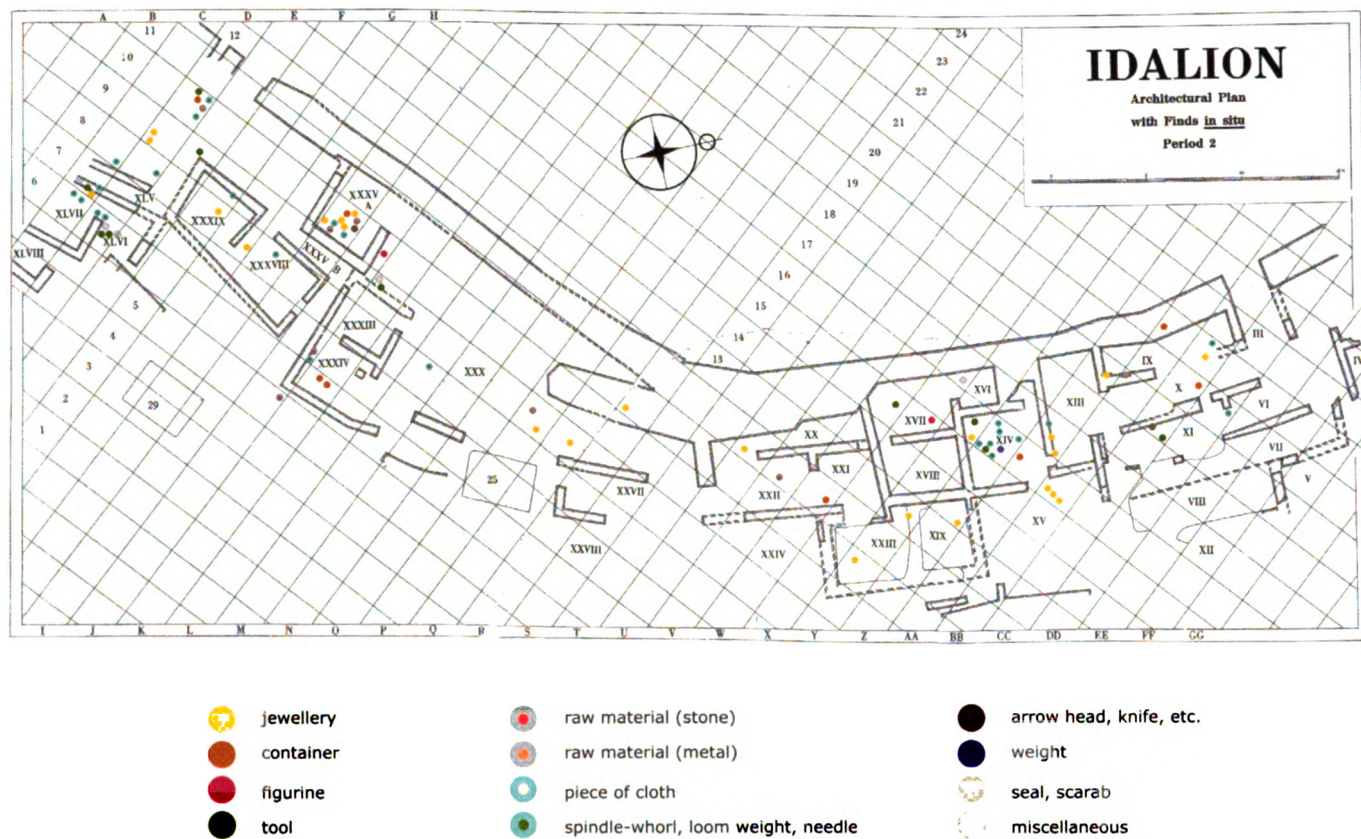 A B C D E F G H
11
12
10
9
8
7
6
5
4
3
2
1
24
23
22
21
20
19
18
17
16
15
14
13
IDALION
Architectural Plan
with Finds in situ
Period 2
XLV
XLVII
XLVI
XLVIII
XXXIX
XXXVIII
XXXV
A
XXXV B
XXXIII
XXXIV
XXX
29
25
XXVII
XXVIII
XX
XXI
XXII
XXIV
XXIII
XIX
XVIII
XVII
XVI
XIV
XIII
XV
IX
X
XI
III
IV
VI
VII
V
VIII
XII
I J K L M N O P Q R S T U V W X Y Z AA BB CC DD EE FF GG
jewellery
container
figurine
tool
raw material (stone)
raw material (metal)
piece of cloth
spindle-whorl, loom weight, needle
arrow head, knife, etc.
weight
seal, scarab
miscellaneous